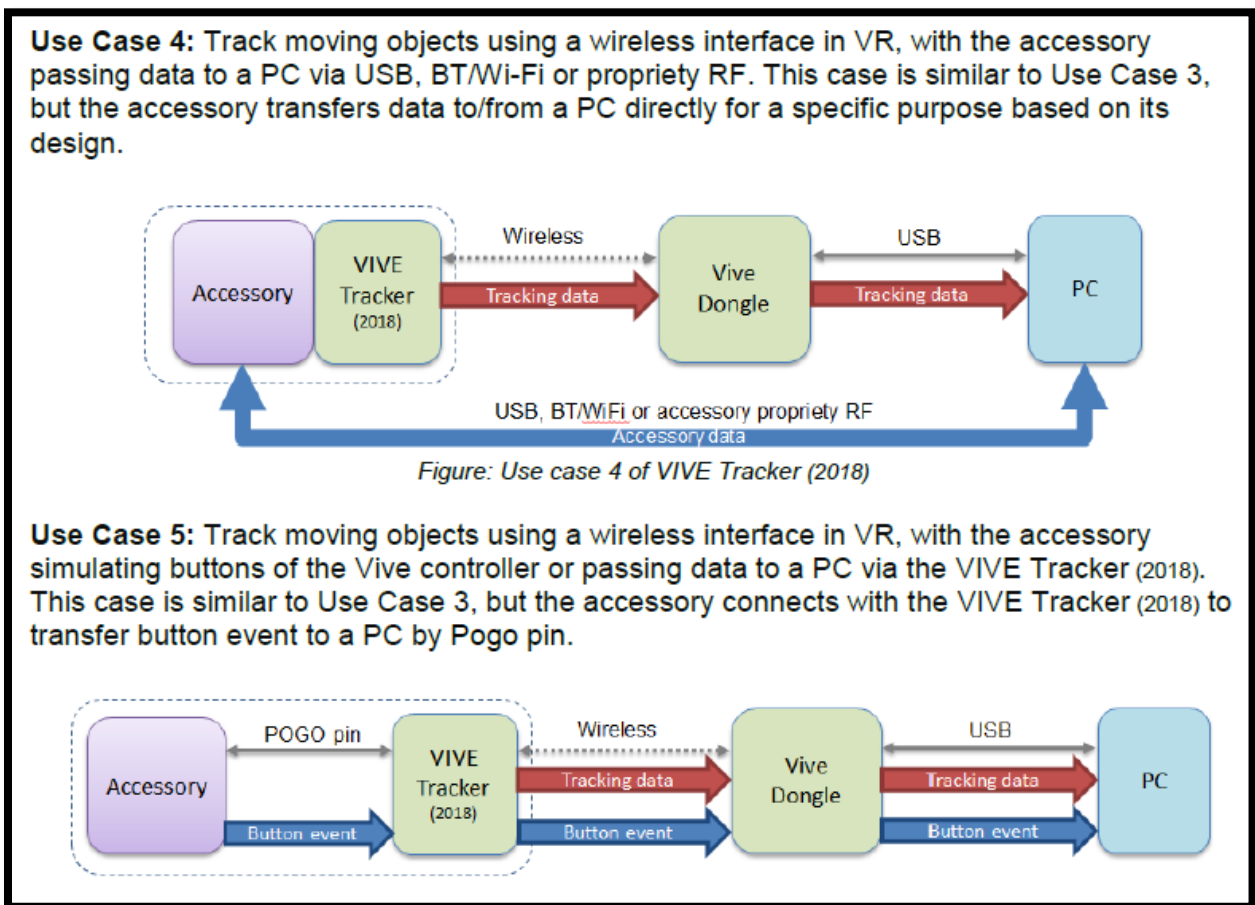 Use Case 4: Track moving objects using a wireless interface in VR, with the accessory
passing data to a PC via USB, BT/Wi-Fi or propriety RF. This case is similar to Use Case 3,
but the accessory transfers data to/from a PC directly for a specific purpose based on its
design.
Accessory
VIVE
Tracker
(2018)
Wireless
Tracking data
Vive
Dongle
USB
Tracking data
PC
USB, BT/WiFi or accessory propriety RF
Accessory data
Figure: Use case 4 of VIVE Tracker (2018)
Use Case 5: Track moving objects using a wireless interface in VR, with the accessory
simulating buttons of the Vive controller or passing data to a PC via the VIVE Tracker (2018).
This case is similar to Use Case 3, but the accessory connects with the VIVE Tracker (2018) to
transfer button event to a PC by Pogo pin.
Accessory
POGO pin
Button event
VIVE
Tracker
(2018)
Wireless
Tracking data
Button event
Vive
Dongle
USB
Tracking data
Button event
PC